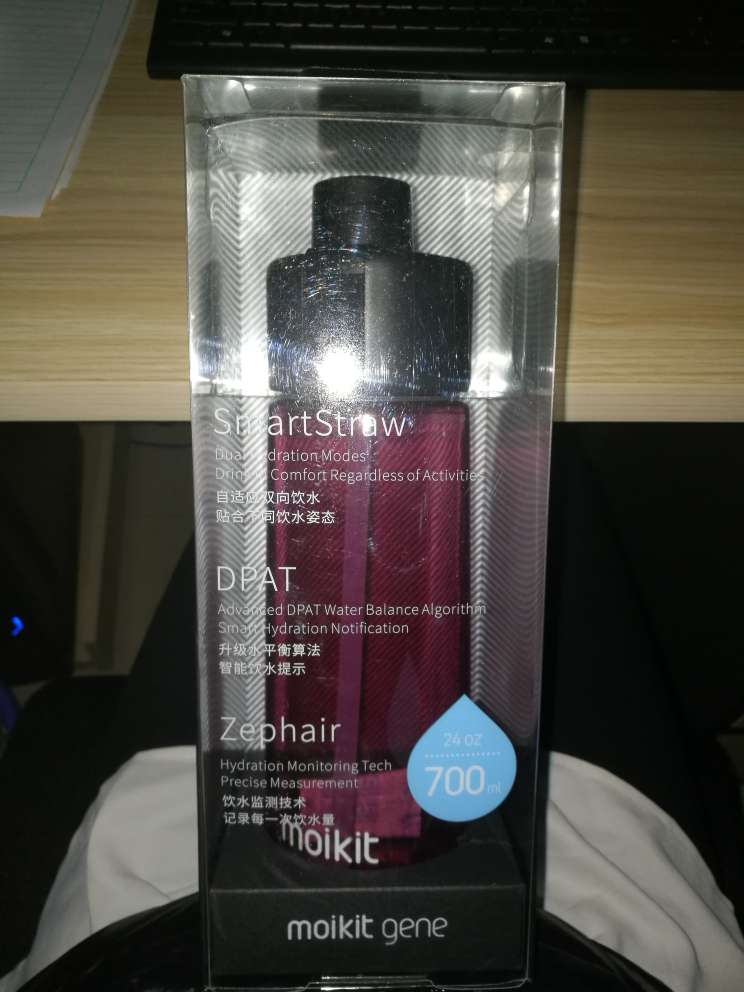 SmartStraw
Dual Hydration Modes
Drink in Comfort Regardless of Activities
自适应双向饮水
贴合不同饮水姿态
DPAT
Advanced DPAT Water Balance Algorithm
Smart Hydration Notification
升级水平衡算法
智能饮水提示
Zephair
24 oz
700 ml
Hydration Monitoring Tech
Precise Measurement
饮水监测技术
记录每一次饮水量
moikit
moikit gene